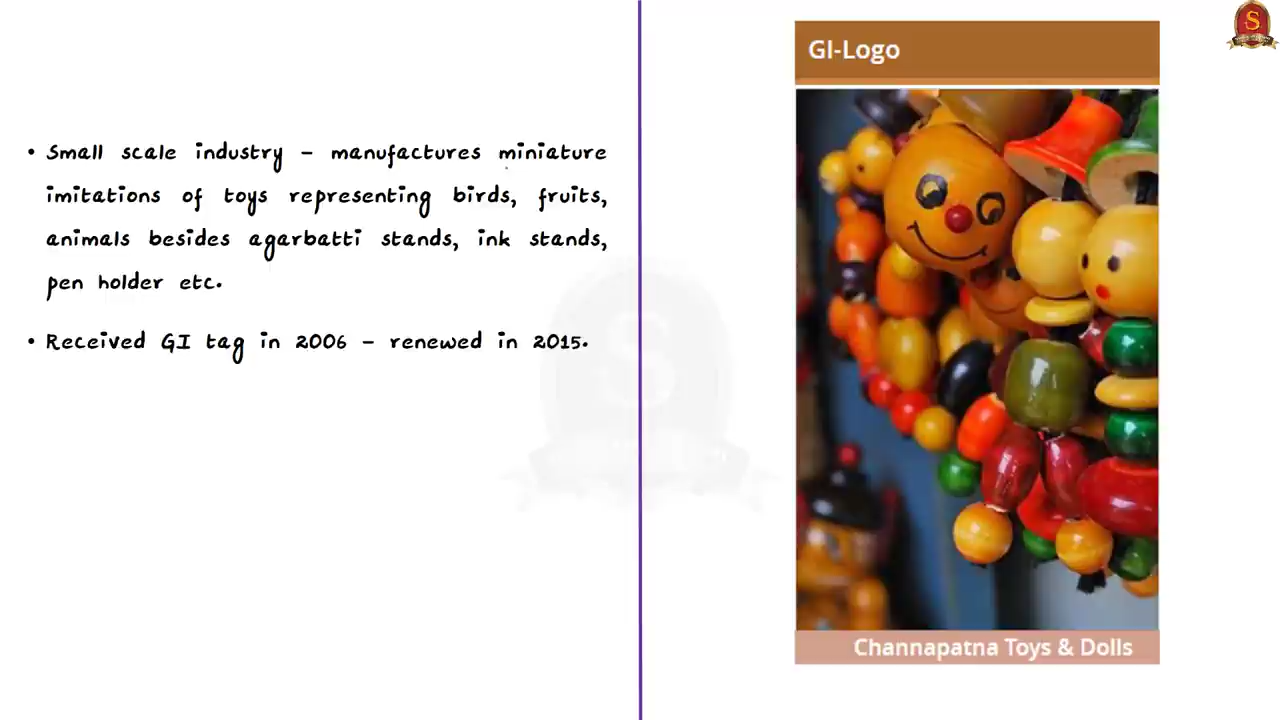 • Small scale industry – manufactures miniature
imitations of toys representing birds, fruits,
animals besides agarbatti stands, ink stands,
pen holder etc.
• Received GI tag in 2006 – renewed in 2015.
GI-Logo
Channapatna Toys & Dolls
S